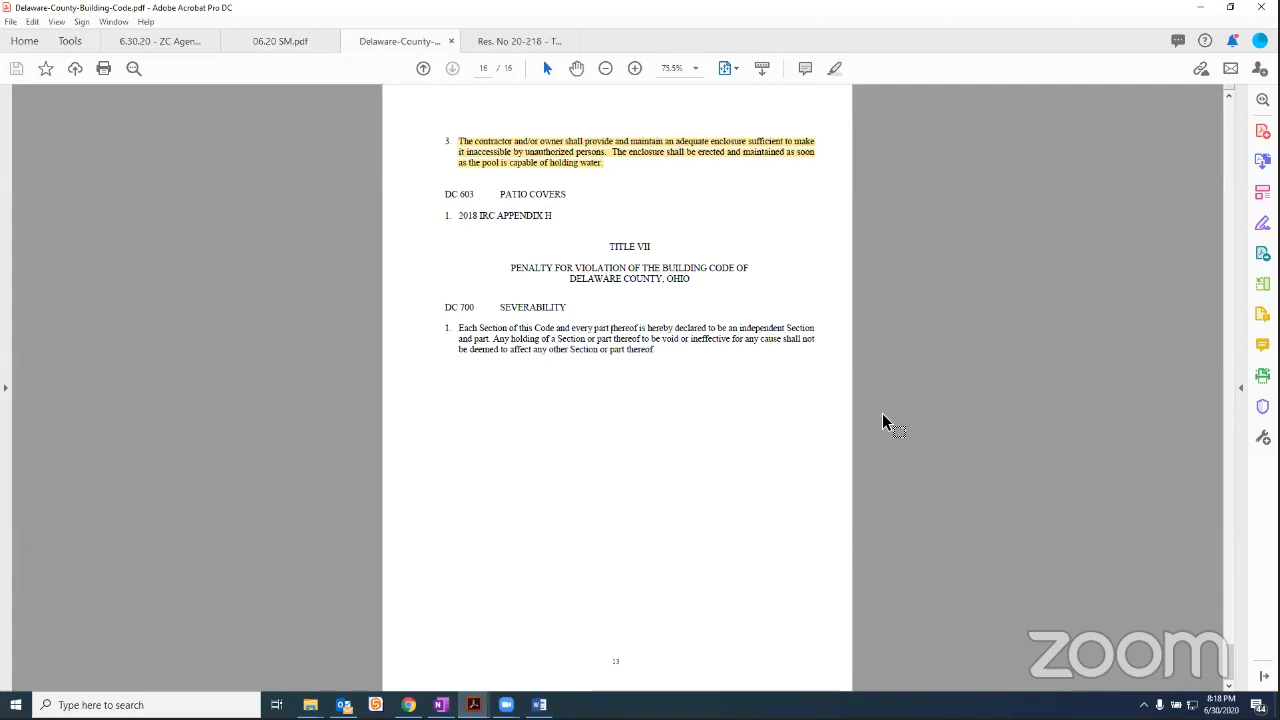 Delaware-County-Building-Code.pdf - Adobe Acrobat Pro DC
File Edit View Sign Window Help
Home Tools 6.30.20 - ZC Agen... 06.20 SM.pdf Delaware-County-... × Res. No 20-218 - T...
16 / 16 75.5%
3. The contractor and/or owner shall provide and maintain an adequate enclosure sufficient to make
it inaccessible by unauthorized persons. The enclosure shall be erected and maintained as soon
as the pool is capable of holding water.
DC 603 PATIO COVERS
1. 2018 IRC APPENDIX H
TITLE VII
PENALTY FOR VIOLATION OF THE BUILDING CODE OF
DELAWARE COUNTY, OHIO
DC 700 SEVERABILITY
1. Each Section of this Code and every part thereof is hereby declared to be an independent Section
and part. Any holding of a Section or part thereof to be void or ineffective for any cause shall not
be deemed to affect any other Section or part thereof.
13
zoom
Type here to search
8:18 PM
6/30/2020